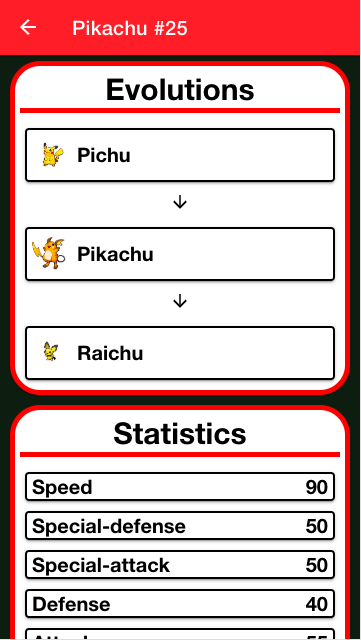 Pikachu #25
Evolutions
Pichu
Pikachu
Raichu
Statistics
Speed 90
Special-defense 50
Special-attack 50
Defense 40